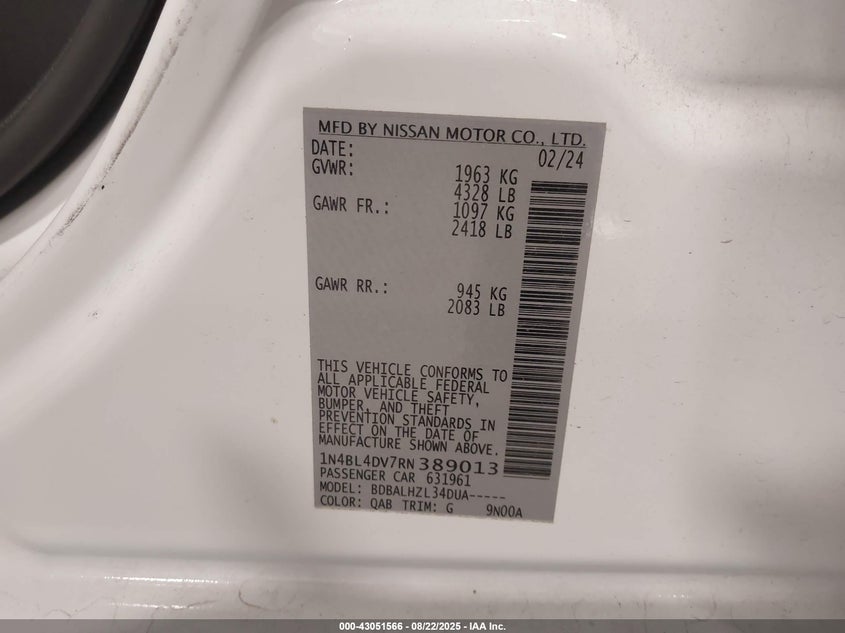 MFD BY NISSAN MOTOR CO., LTD.
DATE: 02/24
GVWR: 1963 KG
4328 LB
GAWR FR.: 1097 KG
2418 LB
GAWR RR.: 945 KG
2083 LB
THIS VEHICLE CONFORMS TO
ALL APPLICABLE FEDERAL
MOTOR VEHICLE SAFETY,
BUMPER, AND THEFT
PREVENTION STANDARDS IN
EFFECT ON THE DATE OF
MANUFACTURE SHOWN ABOVE.
1N4BL4DV7RN389013
PASSENGER CAR 631961
MODEL: BDBALHZL34DUA-----
COLOR: QAB TRIM: G 9N00A
000-43051566 - 08/22/2025 - IAA Inc.